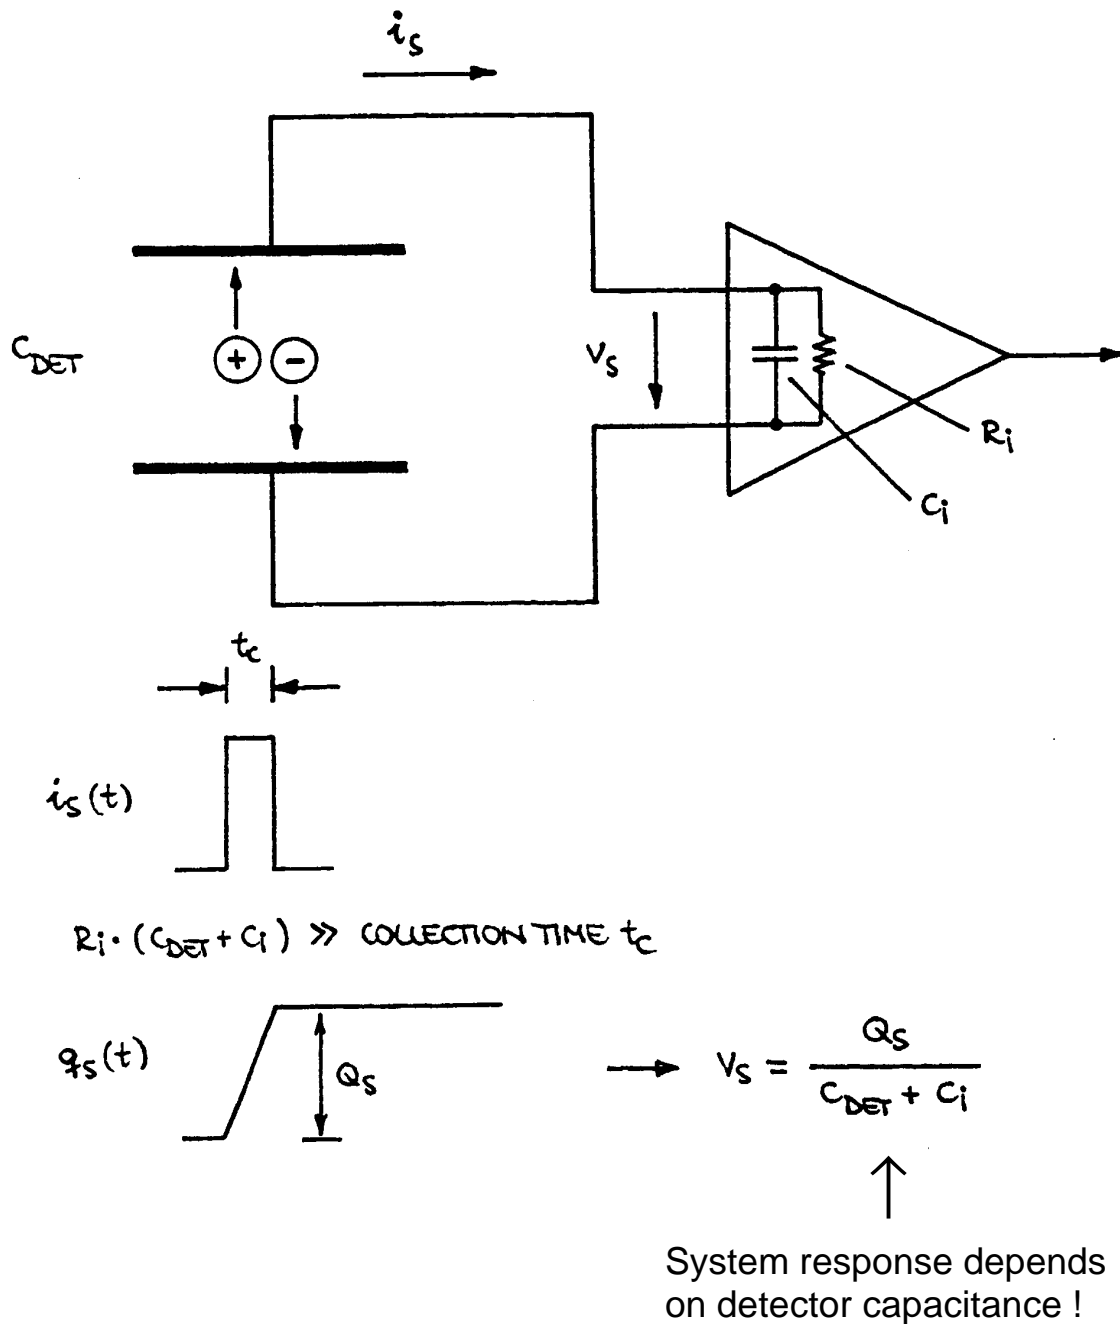 i_S
C_DET
+ −
V_S
R_i
C_i
t_c
i_S(t)
R_i · (C_DET + C_i) ≫ COLLECTION TIME t_C
q_S(t)
Q_S
→ V_S = Q_S / (C_DET + C_i)
↑
System response depends
on detector capacitance !